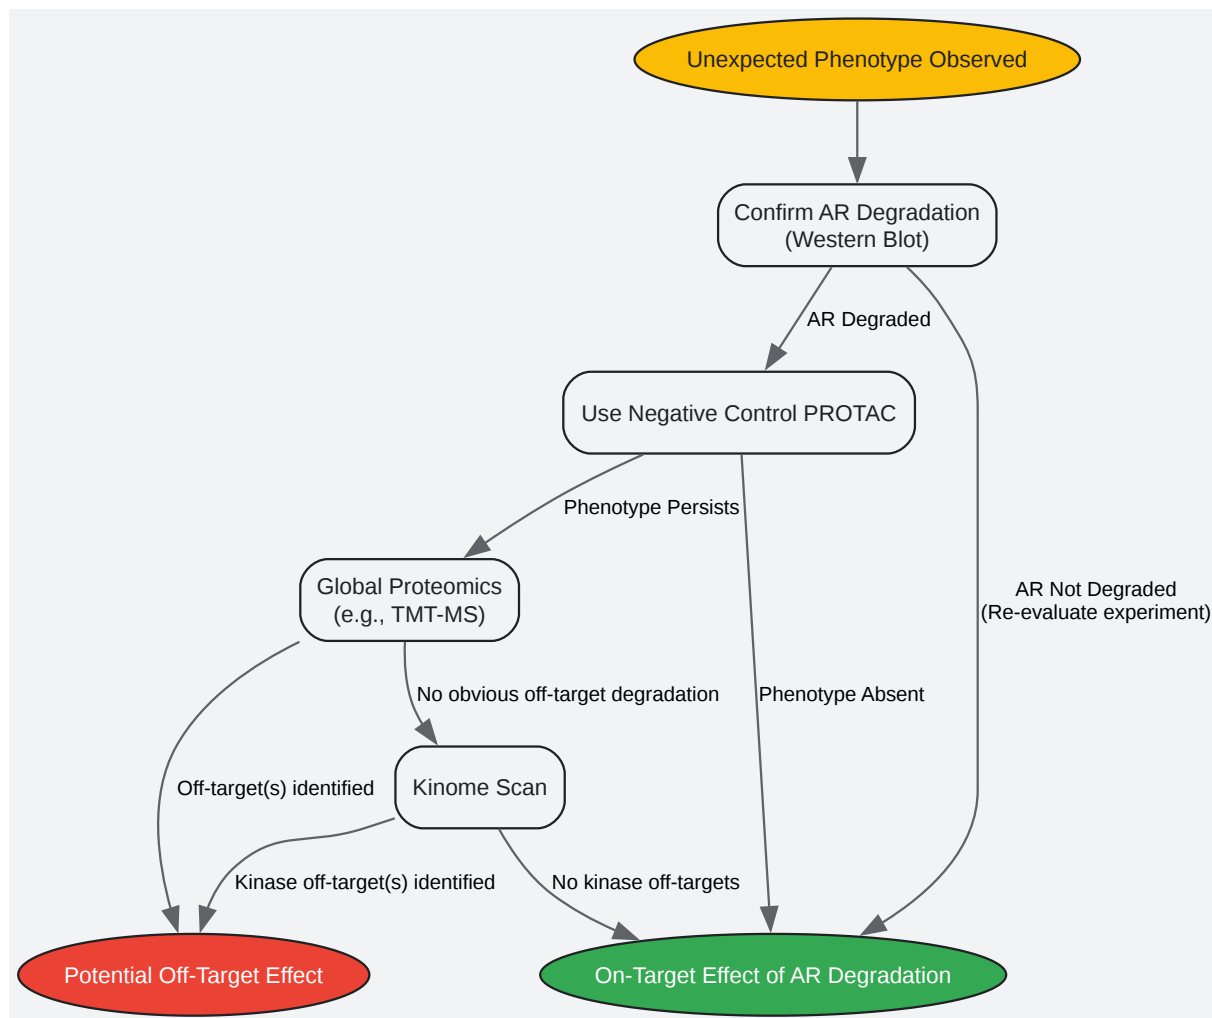 Unexpected Phenotype Observed
Confirm AR Degradation
(Western Blot)
AR Degraded
Use Negative Control PROTAC
Phenotype Persists
Global Proteomics
(e.g., TMT-MS)
AR Not Degraded
(Re-evaluate experiment)
No obvious off-target degradation
Phenotype Absent
Off-target(s) identified
Kinome Scan
Kinase off-target(s) identified
No kinase off-targets
Potential Off-Target Effect
On-Target Effect of AR Degradation